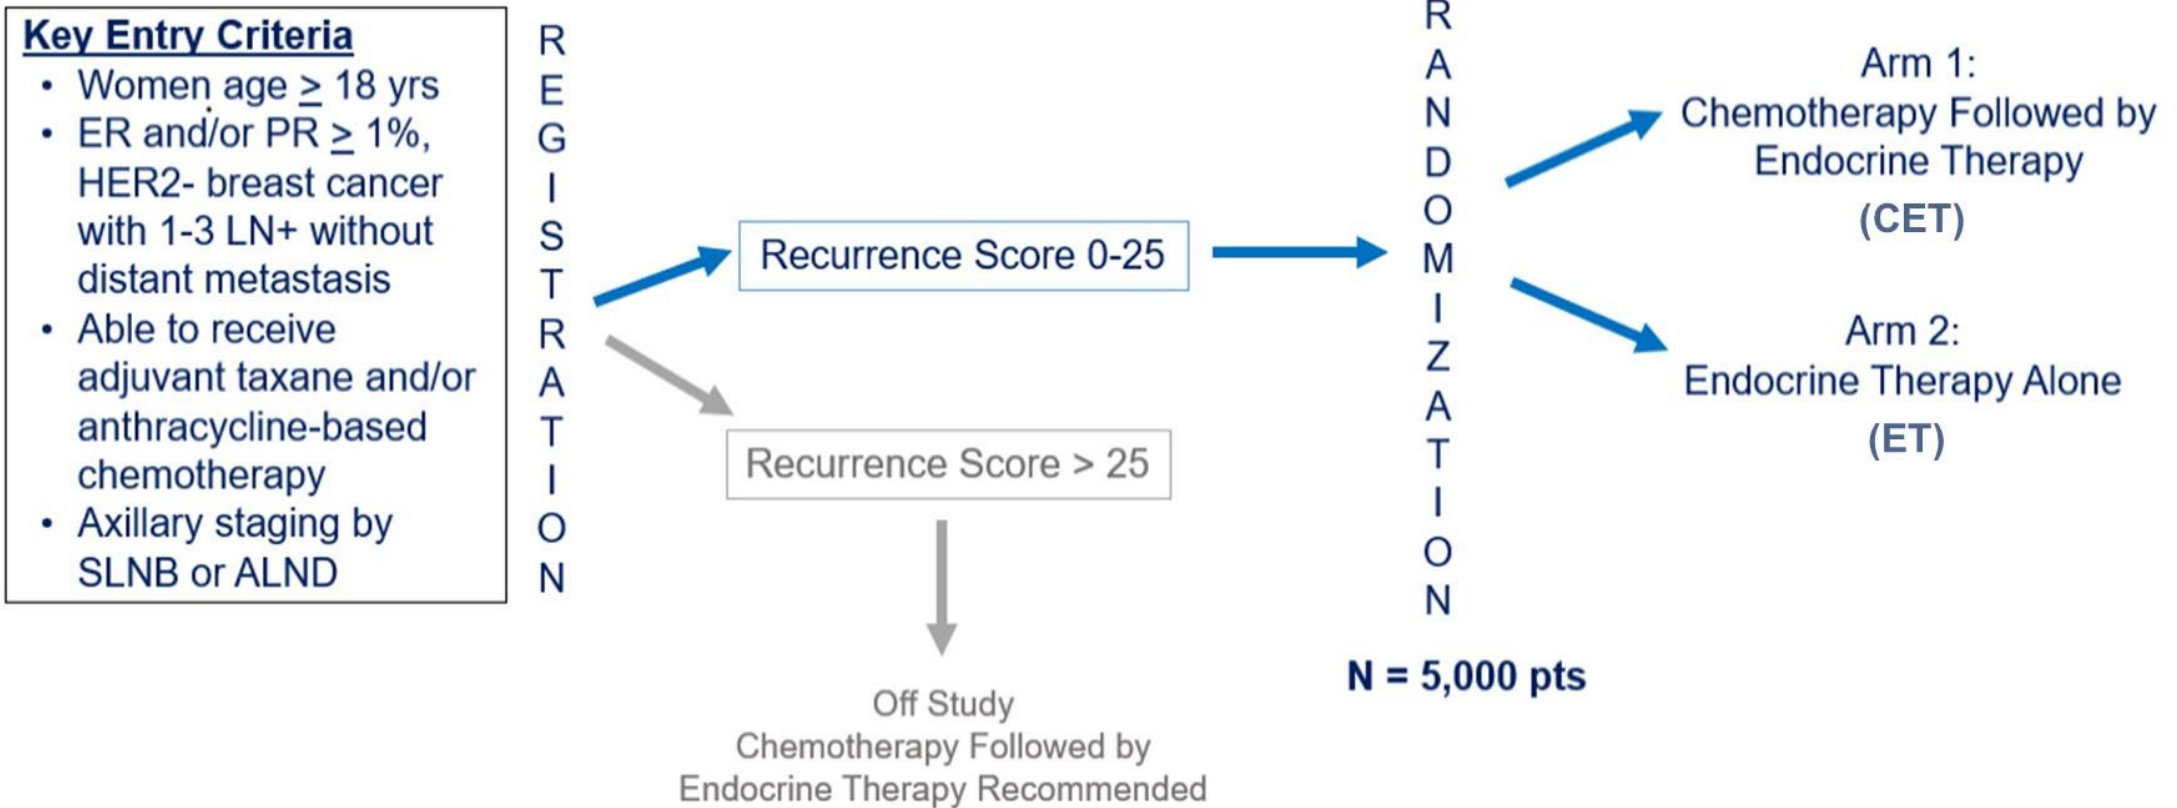 Key Entry Criteria
• Women age ≥ 18 yrs
• ER and/or PR ≥ 1%,
HER2- breast cancer
with 1-3 LN+ without
distant metastasis
• Able to receive
adjuvant taxane and/or
anthracycline-based
chemotherapy
• Axillary staging by
SLNB or ALND
REGISTRATION
Recurrence Score 0-25
Recurrence Score > 25
Off Study
Chemotherapy Followed by
Endocrine Therapy Recommended
RANDOMIZATION
N = 5,000 pts
Arm 1:
Chemotherapy Followed by
Endocrine Therapy
(CET)
Arm 2:
Endocrine Therapy Alone
(ET)